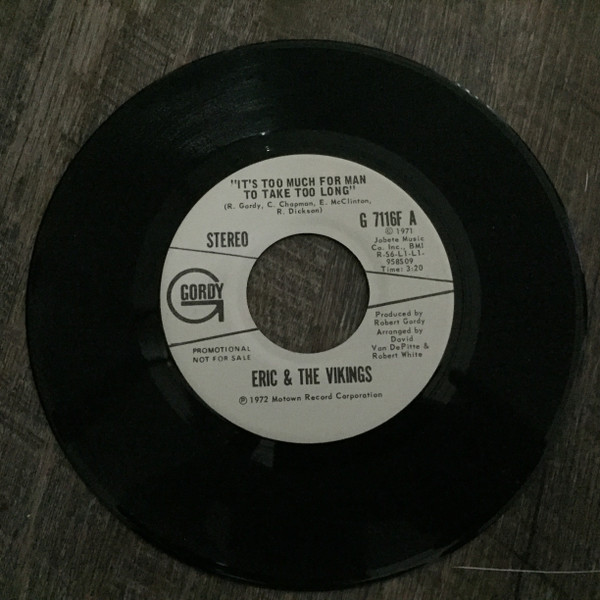 "IT'S TOO MUCH FOR MAN
TO TAKE TOO LONG"
(R. Gordy, C. Chapman, E. McClinton,
R. Dickson)
G 7116F A
© 1971
Jobete Music
Co. Inc., BMI
R-S6-L1-L1-
958S09
Time: 3:20
STEREO
GORDY
PROMOTIONAL
NOT FOR SALE
Produced by
Robert Gordy
Arranged by
David
Van DePitte &
Robert White
ERIC & THE VIKINGS
℗ 1972 Motown Record Corporation